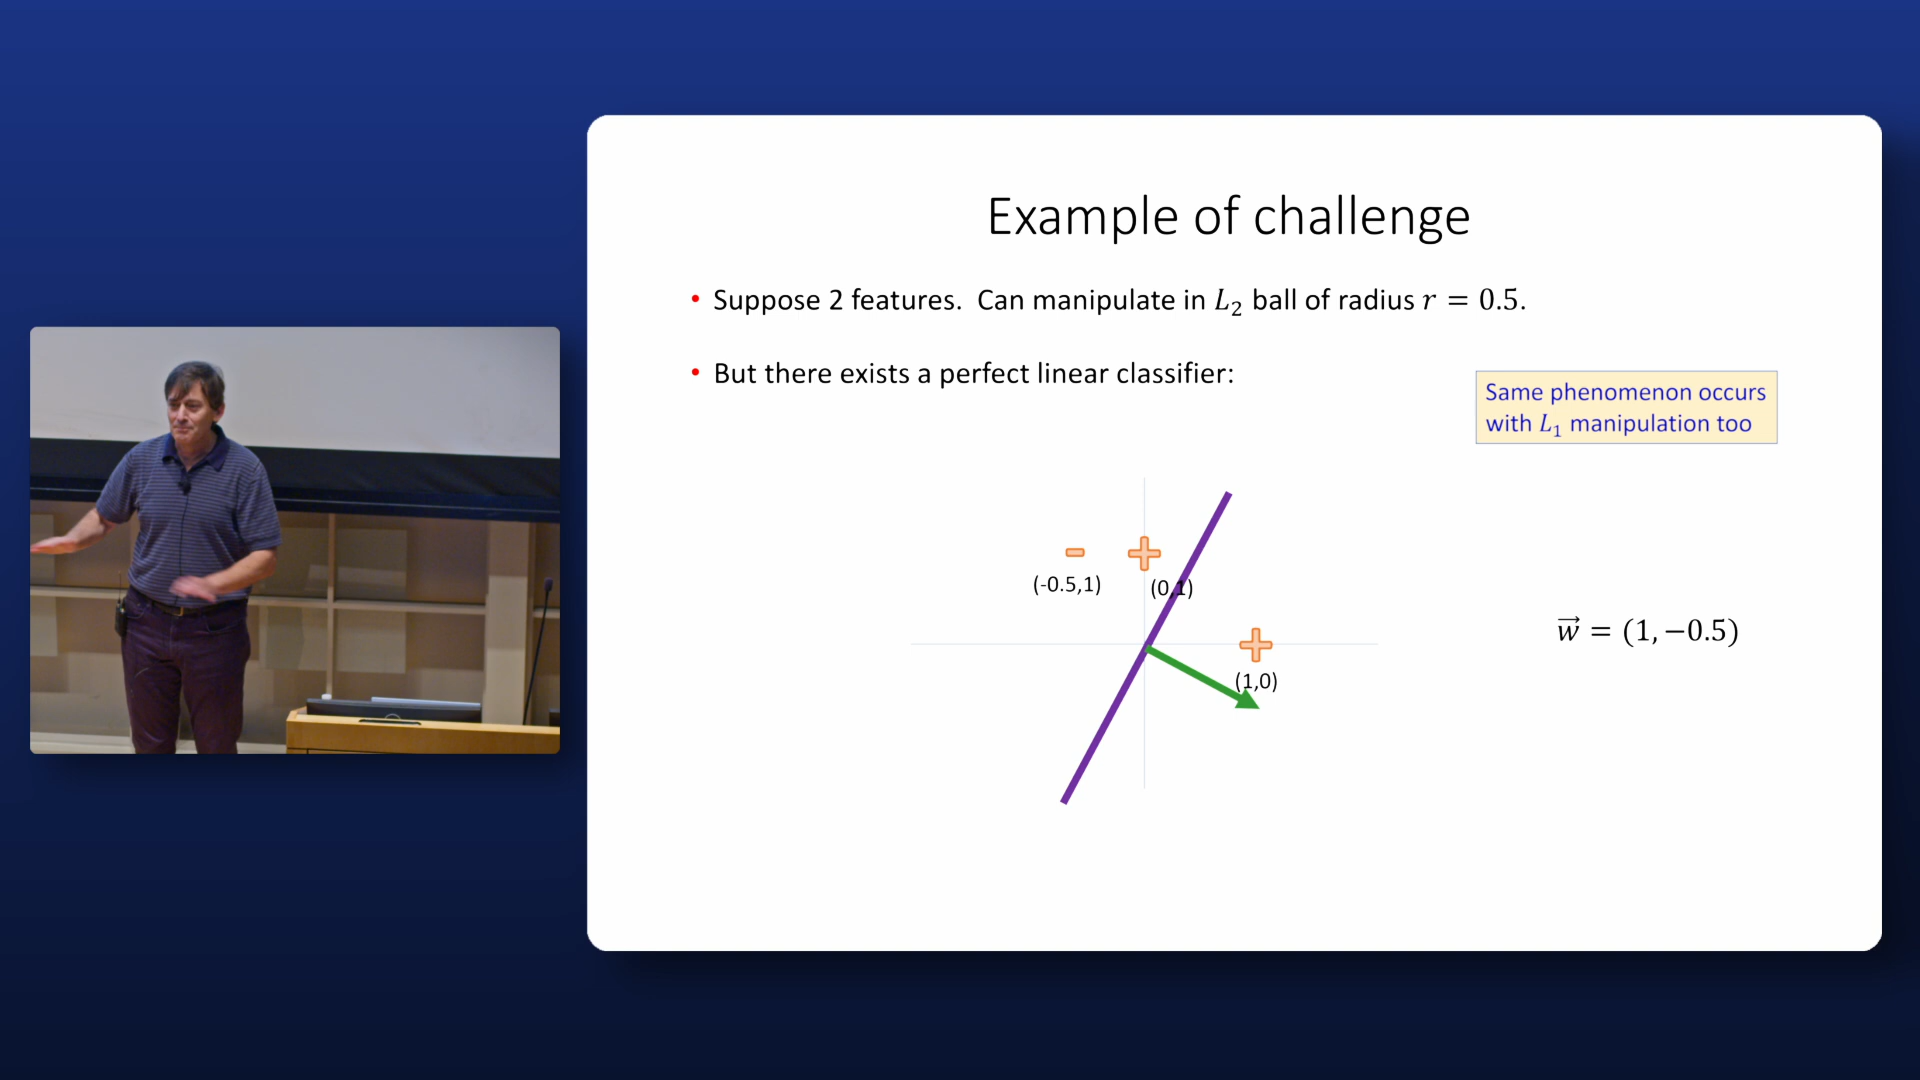 Example of challenge
• Suppose 2 features. Can manipulate in L₂ ball of radius r = 0.5.
• But there exists a perfect linear classifier:
Same phenomenon occurs
with L₁ manipulation too
(-0.5,1)
(0,1)
(1,0)
w⃗ = (1, −0.5)